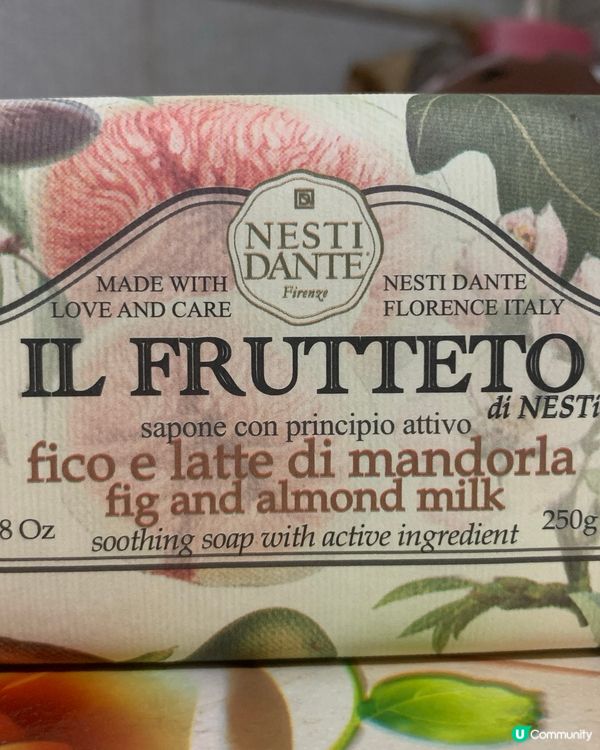 NESTI
DANTE®
Firenze
MADE WITH
LOVE AND CARE
NESTI DANTE
FLORENCE ITALY
IL FRUTTETO
di NESTi
sapone con principio attivo
fico e latte di mandorla
fig and almond milk
8 Oz
soothing soap with active ingredient
250g
U Community